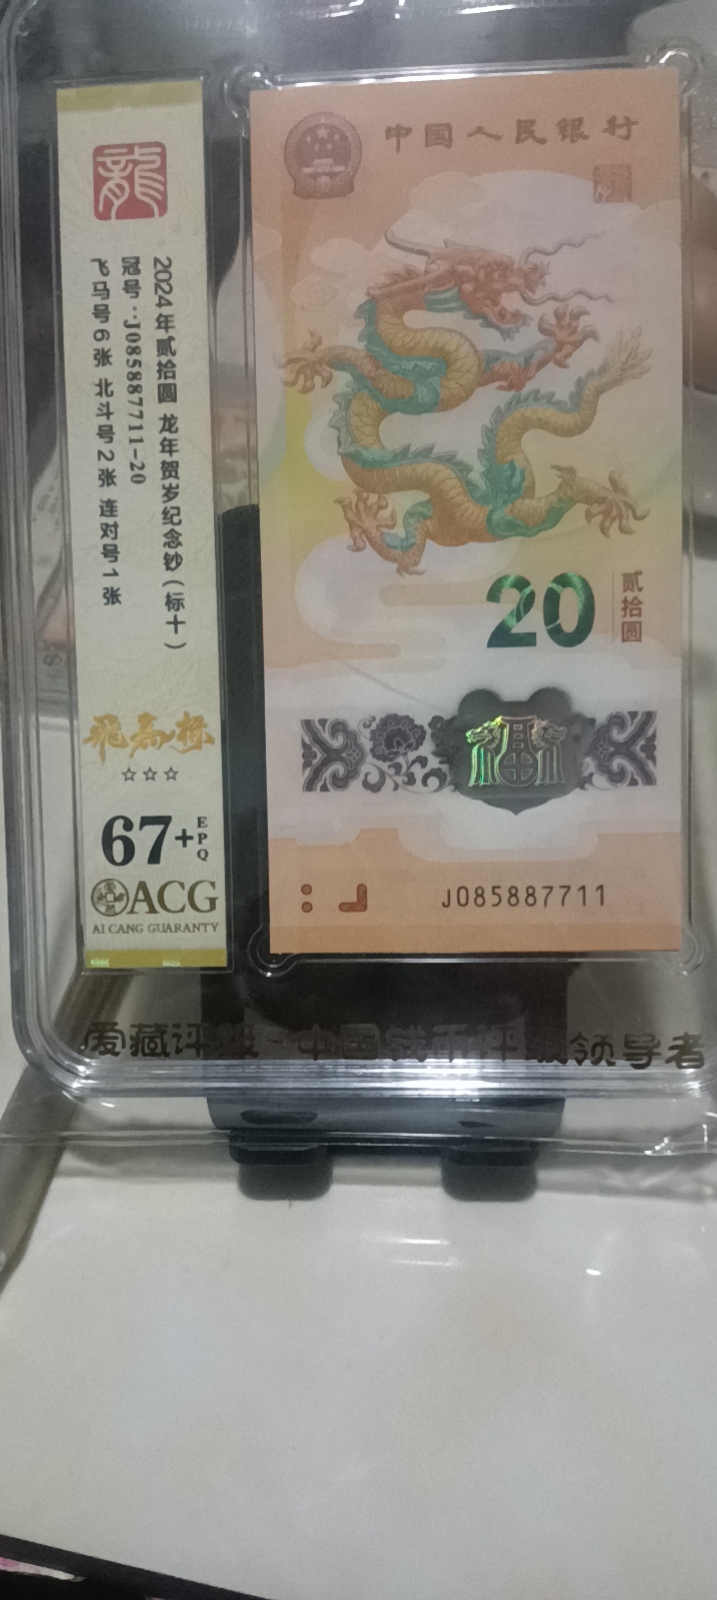 龍
2024年贰拾圆 龙年贺岁纪念钞(标十)
冠号:J085887711-20
飞马号6张 北斗号2张 连对号1张
飛馬標
☆☆☆
67+
EPQ
ACG
AI CANG GUARANTY
中国人民银行
20
贰拾圆
福
J085887711
爱藏评级-中国钱币评级领导者